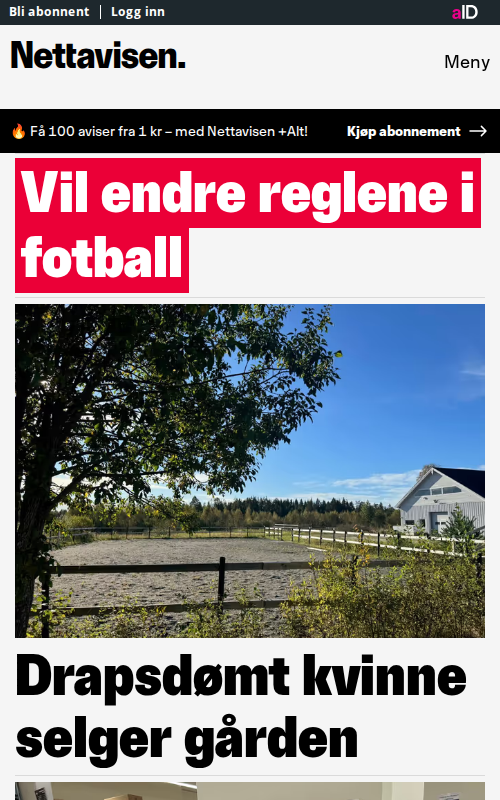 Bli abonnent
Logg inn
aID
Nettavisen.
Meny
🔥 Få 100 aviser fra 1 kr – med Nettavisen +Alt!
Kjøp abonnement →
Vil endre reglene i
fotball
Drapsdømt kvinne
selger gården